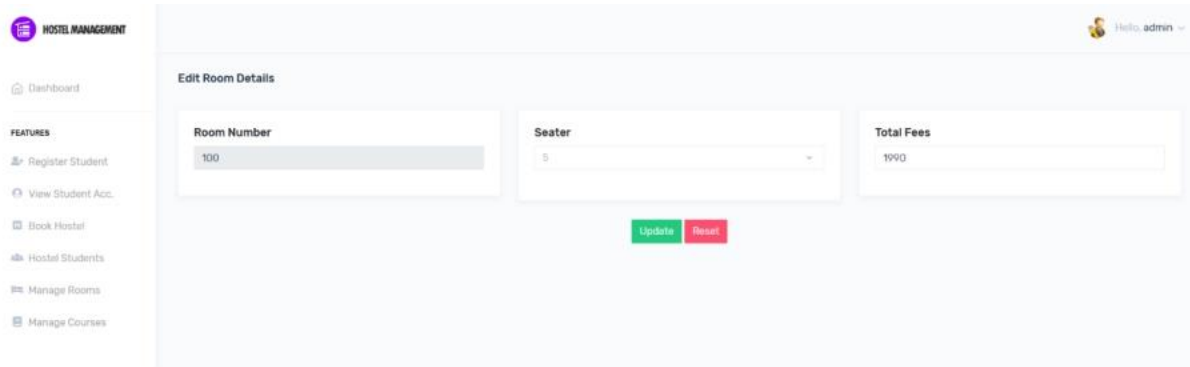 HOSTEL MANAGEMENT
Hello, admin
Dashboard
FEATURES
Register Student
View Student Acc.
Book Hostel
Hostel Students
Manage Rooms
Manage Courses
Edit Room Details
Room Number
100
Seater
5
Total Fees
1990
Update Reset